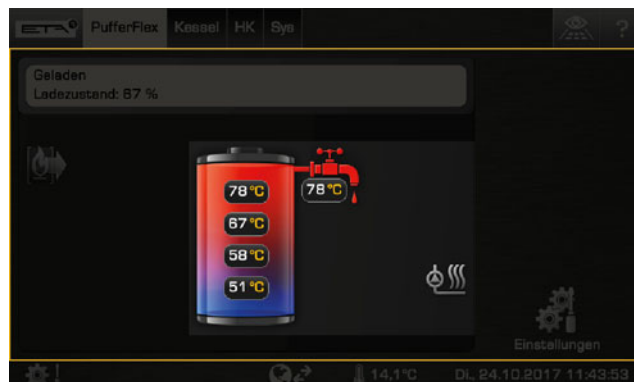 ETA PufferFlex Kessel HK Sys ?
Geladen
Ladezustand: 67 %
78 °C 78 °C
67 °C
58 °C
51 °C
Einstellungen
! 14,1°C Di., 24.10.2017 11:43:53